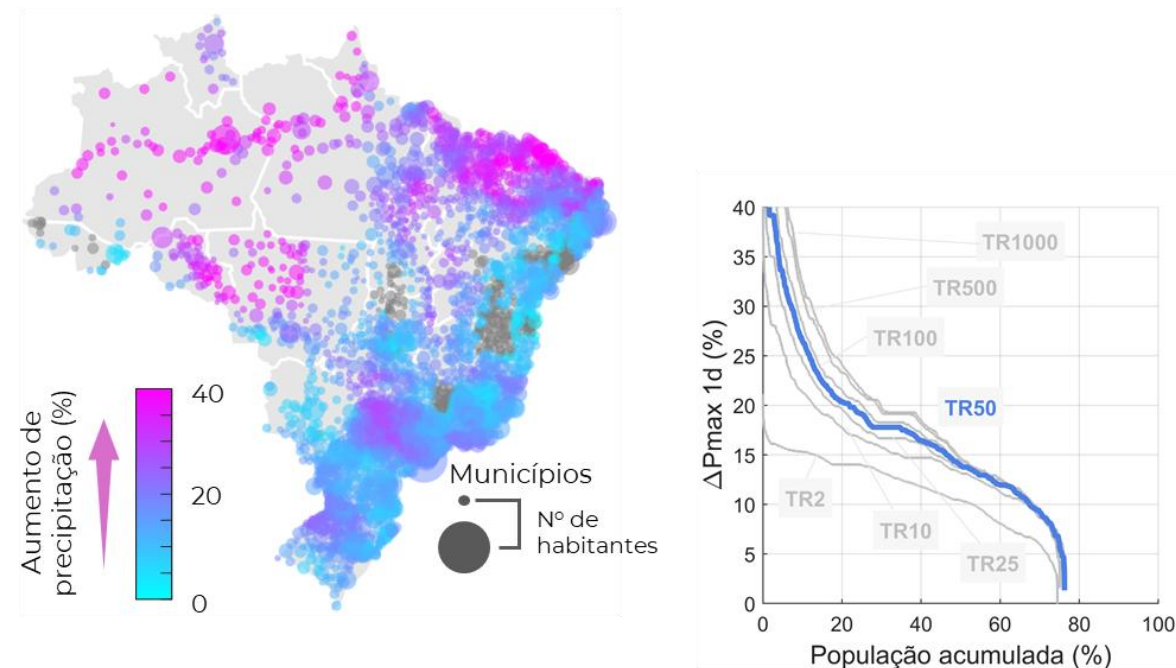 Aumento de
precipitação (%)
40
20
0
Municípios
Nº de
habitantes
ΔPmax 1d (%)
40
35
30
25
20
15
10
5
0
TR1000
TR500
TR100
TR50
TR2
TR10
TR25
0
20
40
60
80
100
População acumulada (%)